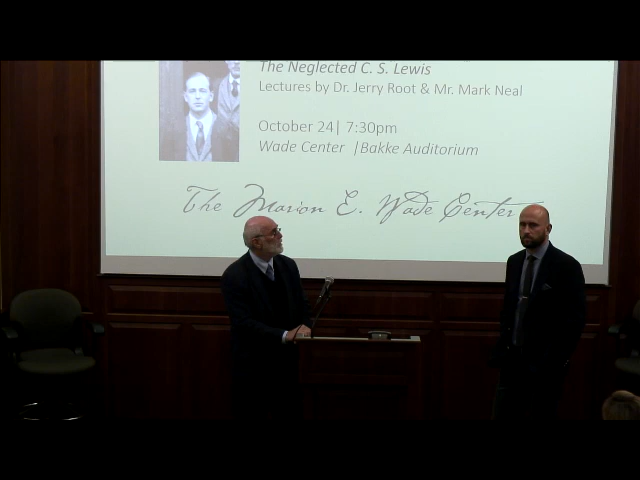 The Neglected C. S. Lewis
Lectures by Dr. Jerry Root & Mr. Mark Neal
October 24| 7:30pm
Wade Center |Bakke Auditorium
The Marion E. Wade Center